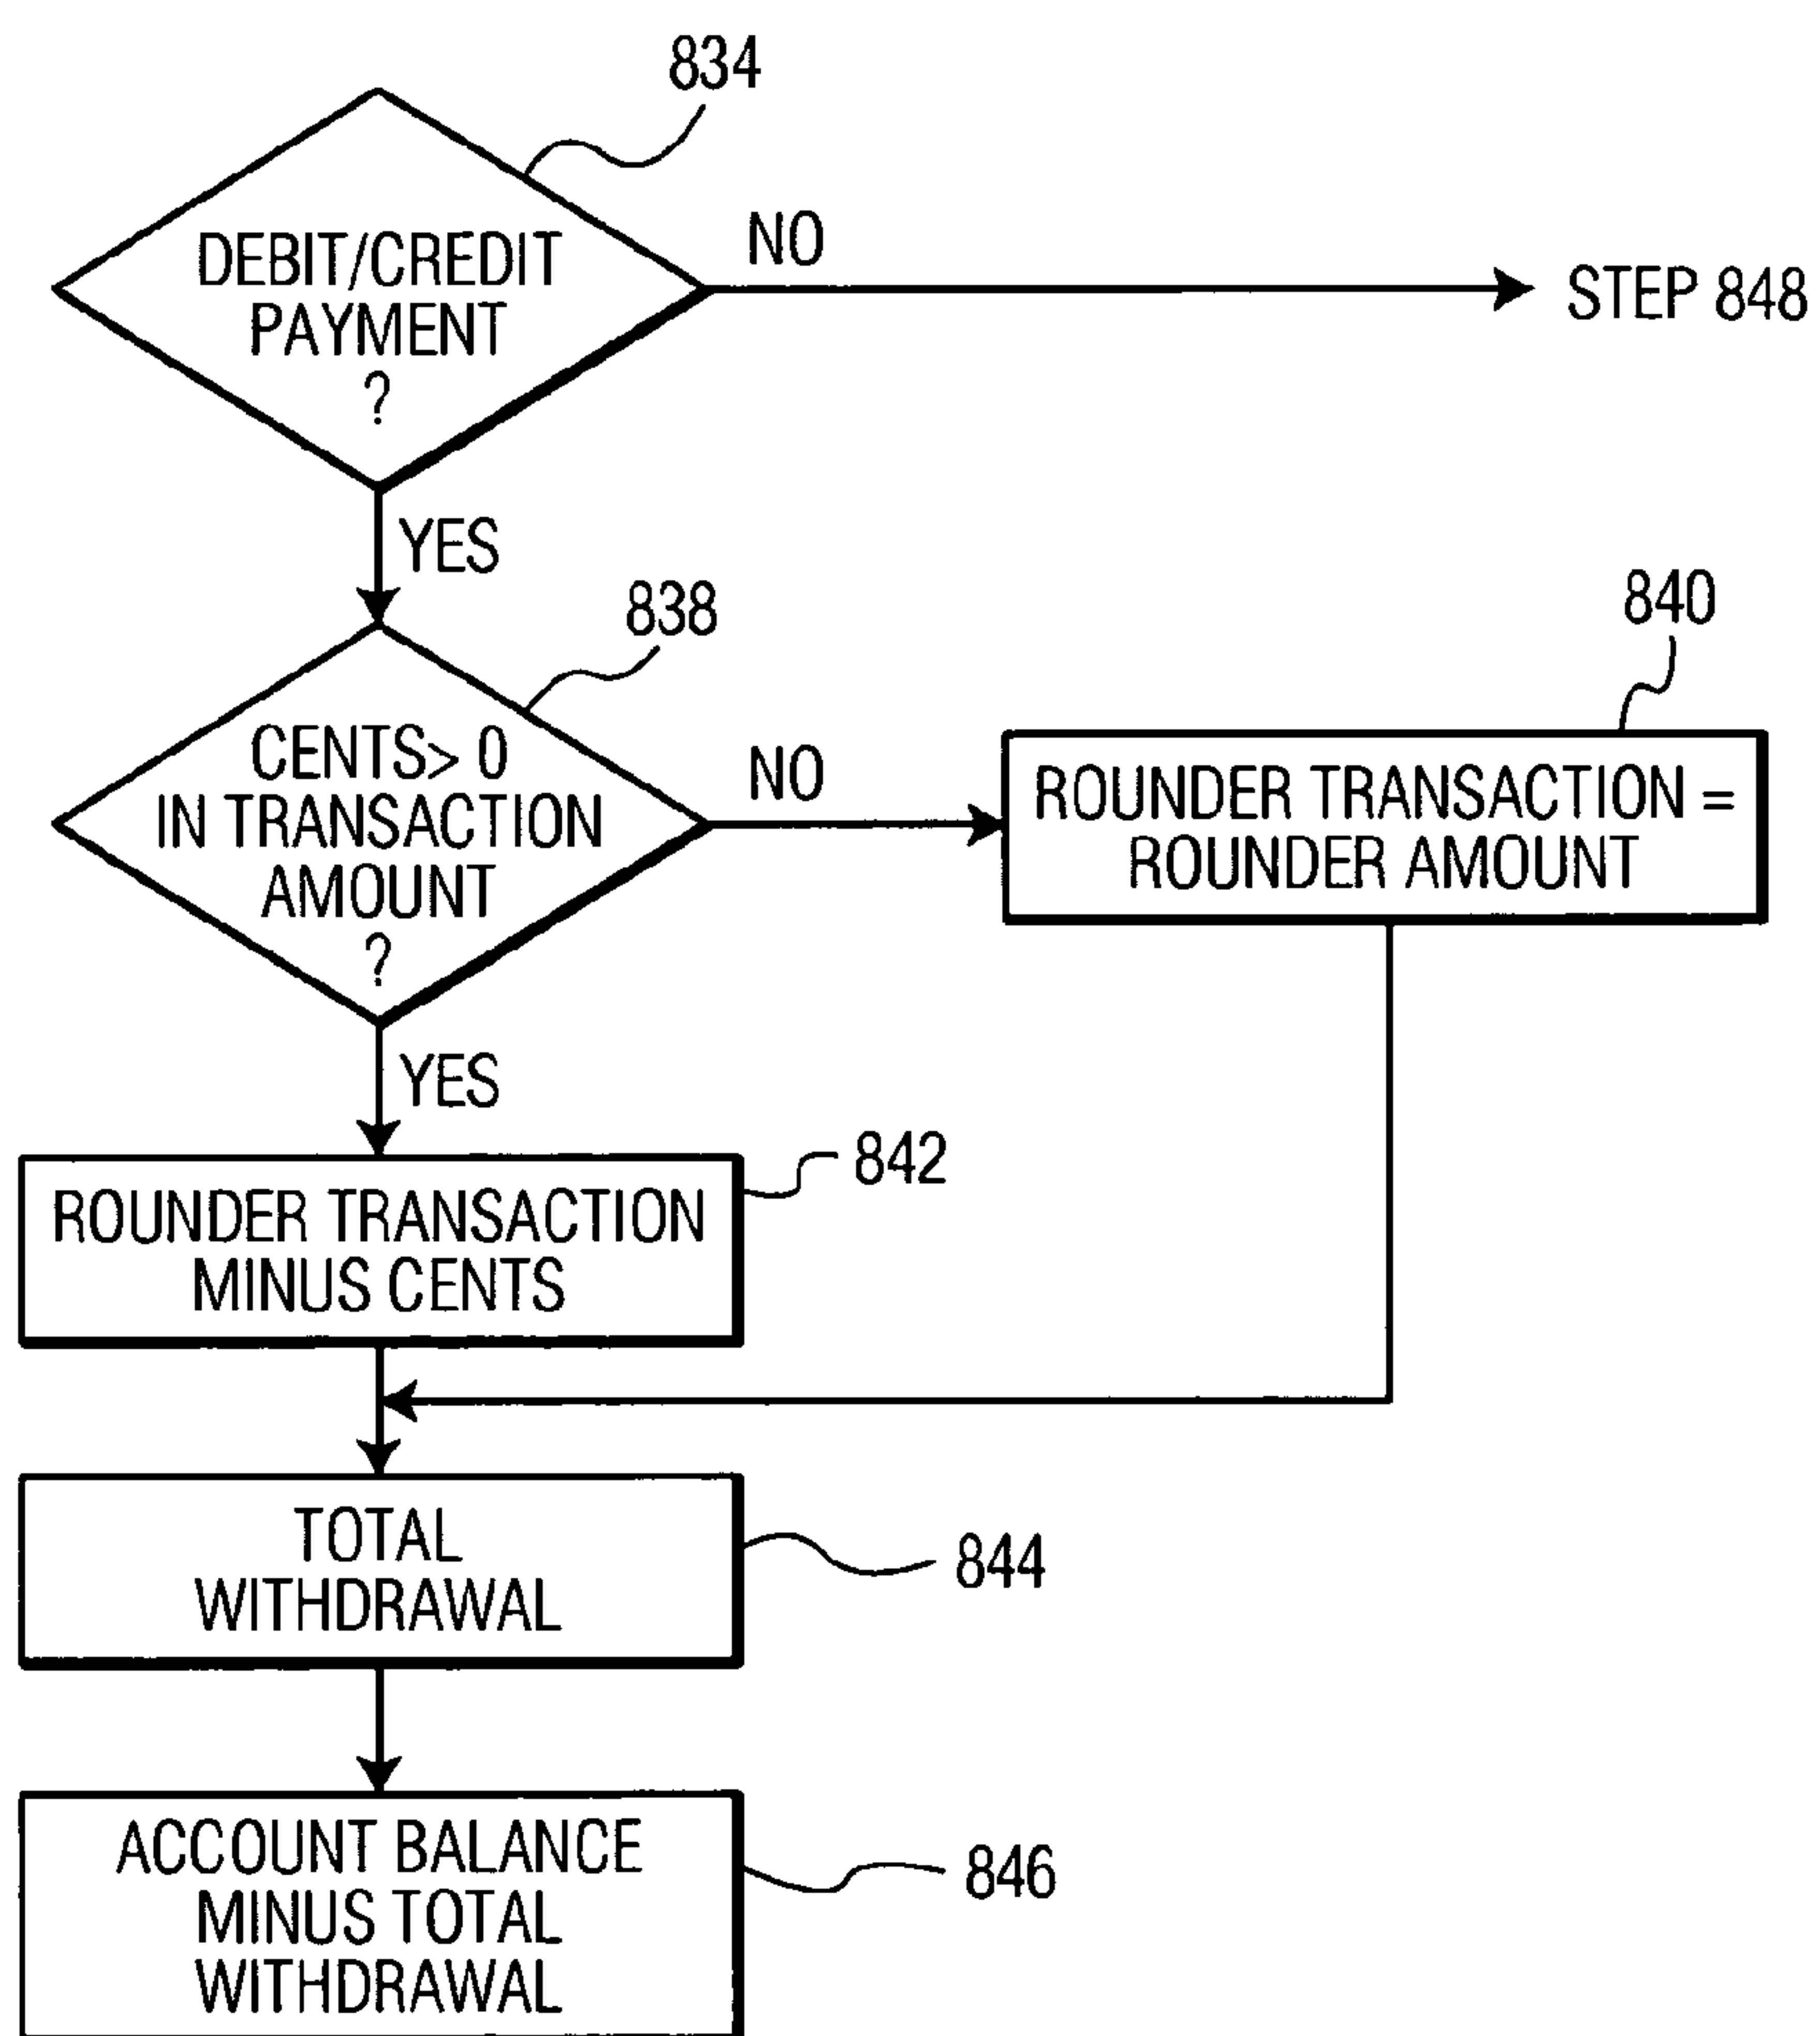 834
DEBIT/CREDIT
PAYMENT
?
NO
STEP 848
YES
838
CENTS> 0
IN TRANSACTION
AMOUNT
?
NO
840
ROUNDER TRANSACTION =
ROUNDER AMOUNT
YES
842
ROUNDER TRANSACTION
MINUS CENTS
TOTAL
WITHDRAWAL
844
ACCOUNT BALANCE
MINUS TOTAL
WITHDRAWAL
846